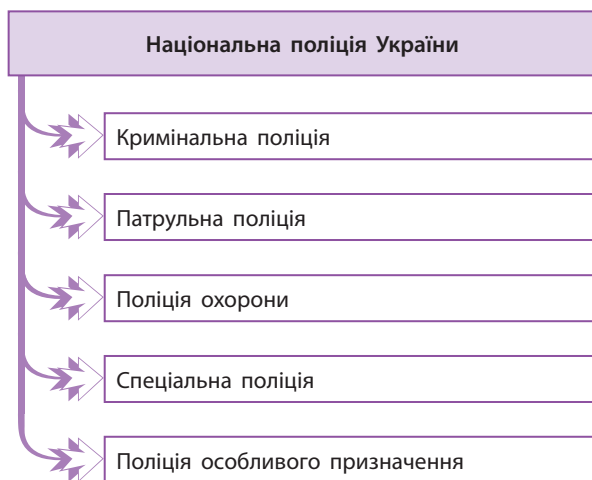 Національна поліція України
Кримінальна поліція
Патрульна поліція
Поліція охорони
Спеціальна поліція
Поліція особливого призначення